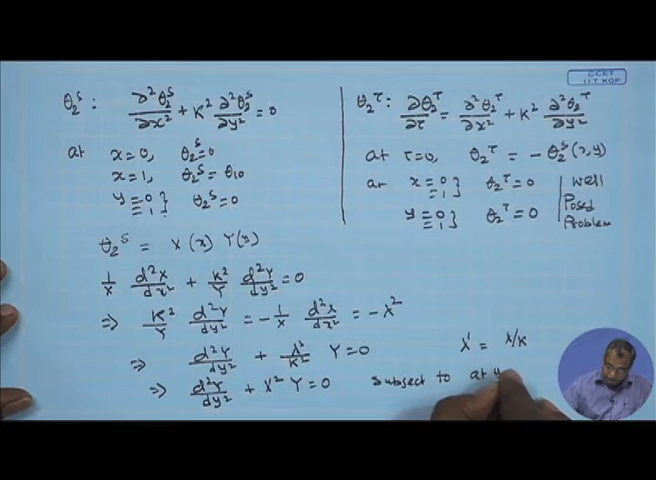 CCET
I.I.T. KGP
θ₂ˢ : ∂²θ₂ˢ/∂x² + K² ∂²θ₂ˢ/∂y² = 0
at x=0, θ₂ˢ=0
x=1, θ₂ˢ = θ₁₀
y=0 =1 } θ₂ˢ=0
θ₂ᵗ : ∂θ₂ᵗ/∂τ = ∂²θ₂ᵗ/∂x² + K² ∂²θ₂ᵗ/∂y²
at τ=0, θ₂ᵗ = - θ₂ˢ(x,y)
at x=0 =1 } θ₂ᵗ=0
y=0 =1 } θ₂ᵗ=0
Well
Posed
Problem
θ₂ˢ = X(x) Y(y)
1/X d²X/dx² + K²/Y d²Y/dy² = 0
⇒ K²/Y d²Y/dy² = - 1/X d²X/dx² = - λ²
⇒ d²Y/dy² + λ²/K² Y=0
λ' = λ/K
⇒ d²Y/dy² + λ'² Y=0 Subject to at y